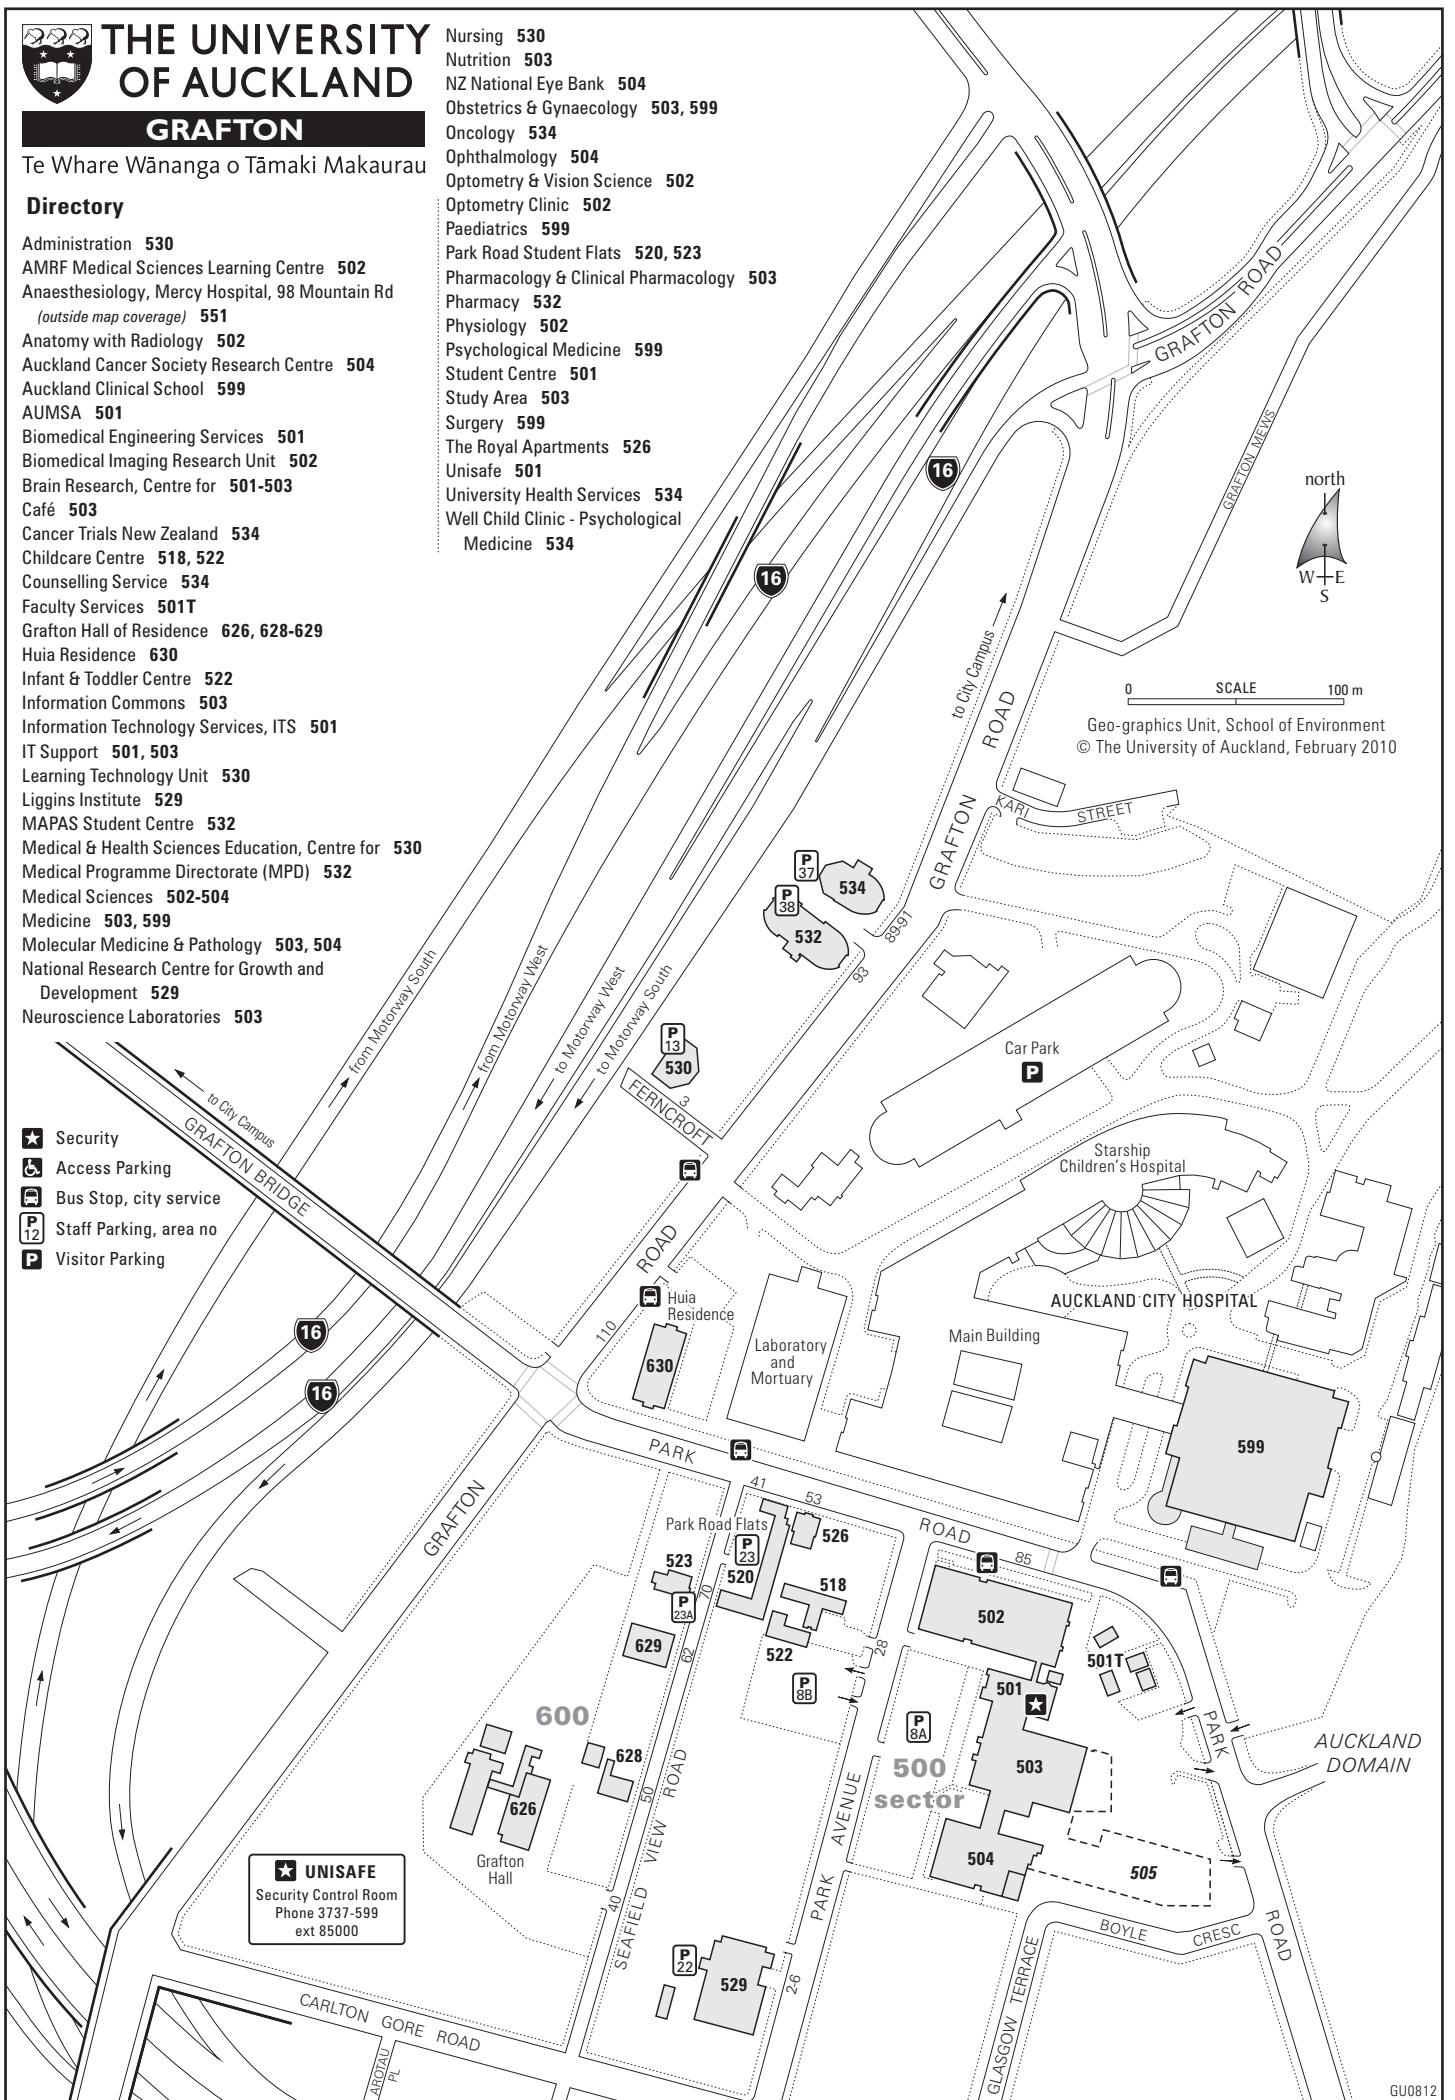 THE UNIVERSITY
OF AUCKLAND
GRAFTON
Te Whare Wānanga o Tāmaki Makaurau
Directory
Administration 530
AMRF Medical Sciences Learning Centre 502
Anaesthesiology, Mercy Hospital, 98 Mountain Rd
(outside map coverage) 551
Anatomy with Radiology 502
Auckland Cancer Society Research Centre 504
Auckland Clinical School 599
AUMSA 501
Biomedical Engineering Services 501
Biomedical Imaging Research Unit 502
Brain Research, Centre for 501-503
Café 503
Cancer Trials New Zealand 534
Childcare Centre 518, 522
Counselling Service 534
Faculty Services 501T
Grafton Hall of Residence 626, 628-629
Huia Residence 630
Infant & Toddler Centre 522
Information Commons 503
Information Technology Services, ITS 501
IT Support 501, 503
Learning Technology Unit 530
Liggins Institute 529
MAPAS Student Centre 532
Medical & Health Sciences Education, Centre for 530
Medical Programme Directorate (MPD) 532
Medical Sciences 502-504
Medicine 503, 599
Molecular Medicine & Pathology 503, 504
National Research Centre for Growth and
Development 529
Neuroscience Laboratories 503
Nursing 530
Nutrition 503
NZ National Eye Bank 504
Obstetrics & Gynaecology 503, 599
Oncology 534
Ophthalmology 504
Optometry & Vision Science 502
Optometry Clinic 502
Paediatrics 599
Park Road Student Flats 520, 523
Pharmacology & Clinical Pharmacology 503
Pharmacy 532
Physiology 502
Psychological Medicine 599
Student Centre 501
Study Area 503
Surgery 599
The Royal Apartments 526
Unisafe 501
University Health Services 534
Well Child Clinic - Psychological
Medicine 534
GRAFTON ROAD
GRAFTON MEWS
16
16
north
W E
S
0 SCALE 100 m
Geo-graphics Unit, School of Environment
© The University of Auckland, February 2010
to City Campus
GRAFTON ROAD
KARI STREET
P
37
534
P
38
532
89-91
93
from Motorway South
from Motorway West
to Motorway West
to Motorway South
P
13
530
3
FERNCROFT
Car Park
P
Starship
Children's Hospital
to City Campus
GRAFTON BRIDGE
Security
Access Parking
Bus Stop, city service
P
12
Staff Parking, area no
P
Visitor Parking
ROAD
Huia
Residence
110
630
Laboratory
and
Mortuary
AUCKLAND CITY HOSPITAL
Main Building
16
16
599
PARK
41
53
ROAD
85
GRAFTON
Park Road Flats
P
23
526
523
520
518
P
23A
70
502
629
62
522
28
501T
501
P
8B
P
8A
600
628
500
sector
503
PARK
AUCKLAND
DOMAIN
50
626
Grafton
Hall
SEAFIELD VIEW ROAD
PARK AVENUE
504
505
UNISAFE
Security Control Room
Phone 3737-599
ext 85000
40
BOYLE CRESC
ROAD
P
22
529
2-6
GLASGOW TERRACE
CARLTON GORE ROAD
AROTAU
PL
GU0812